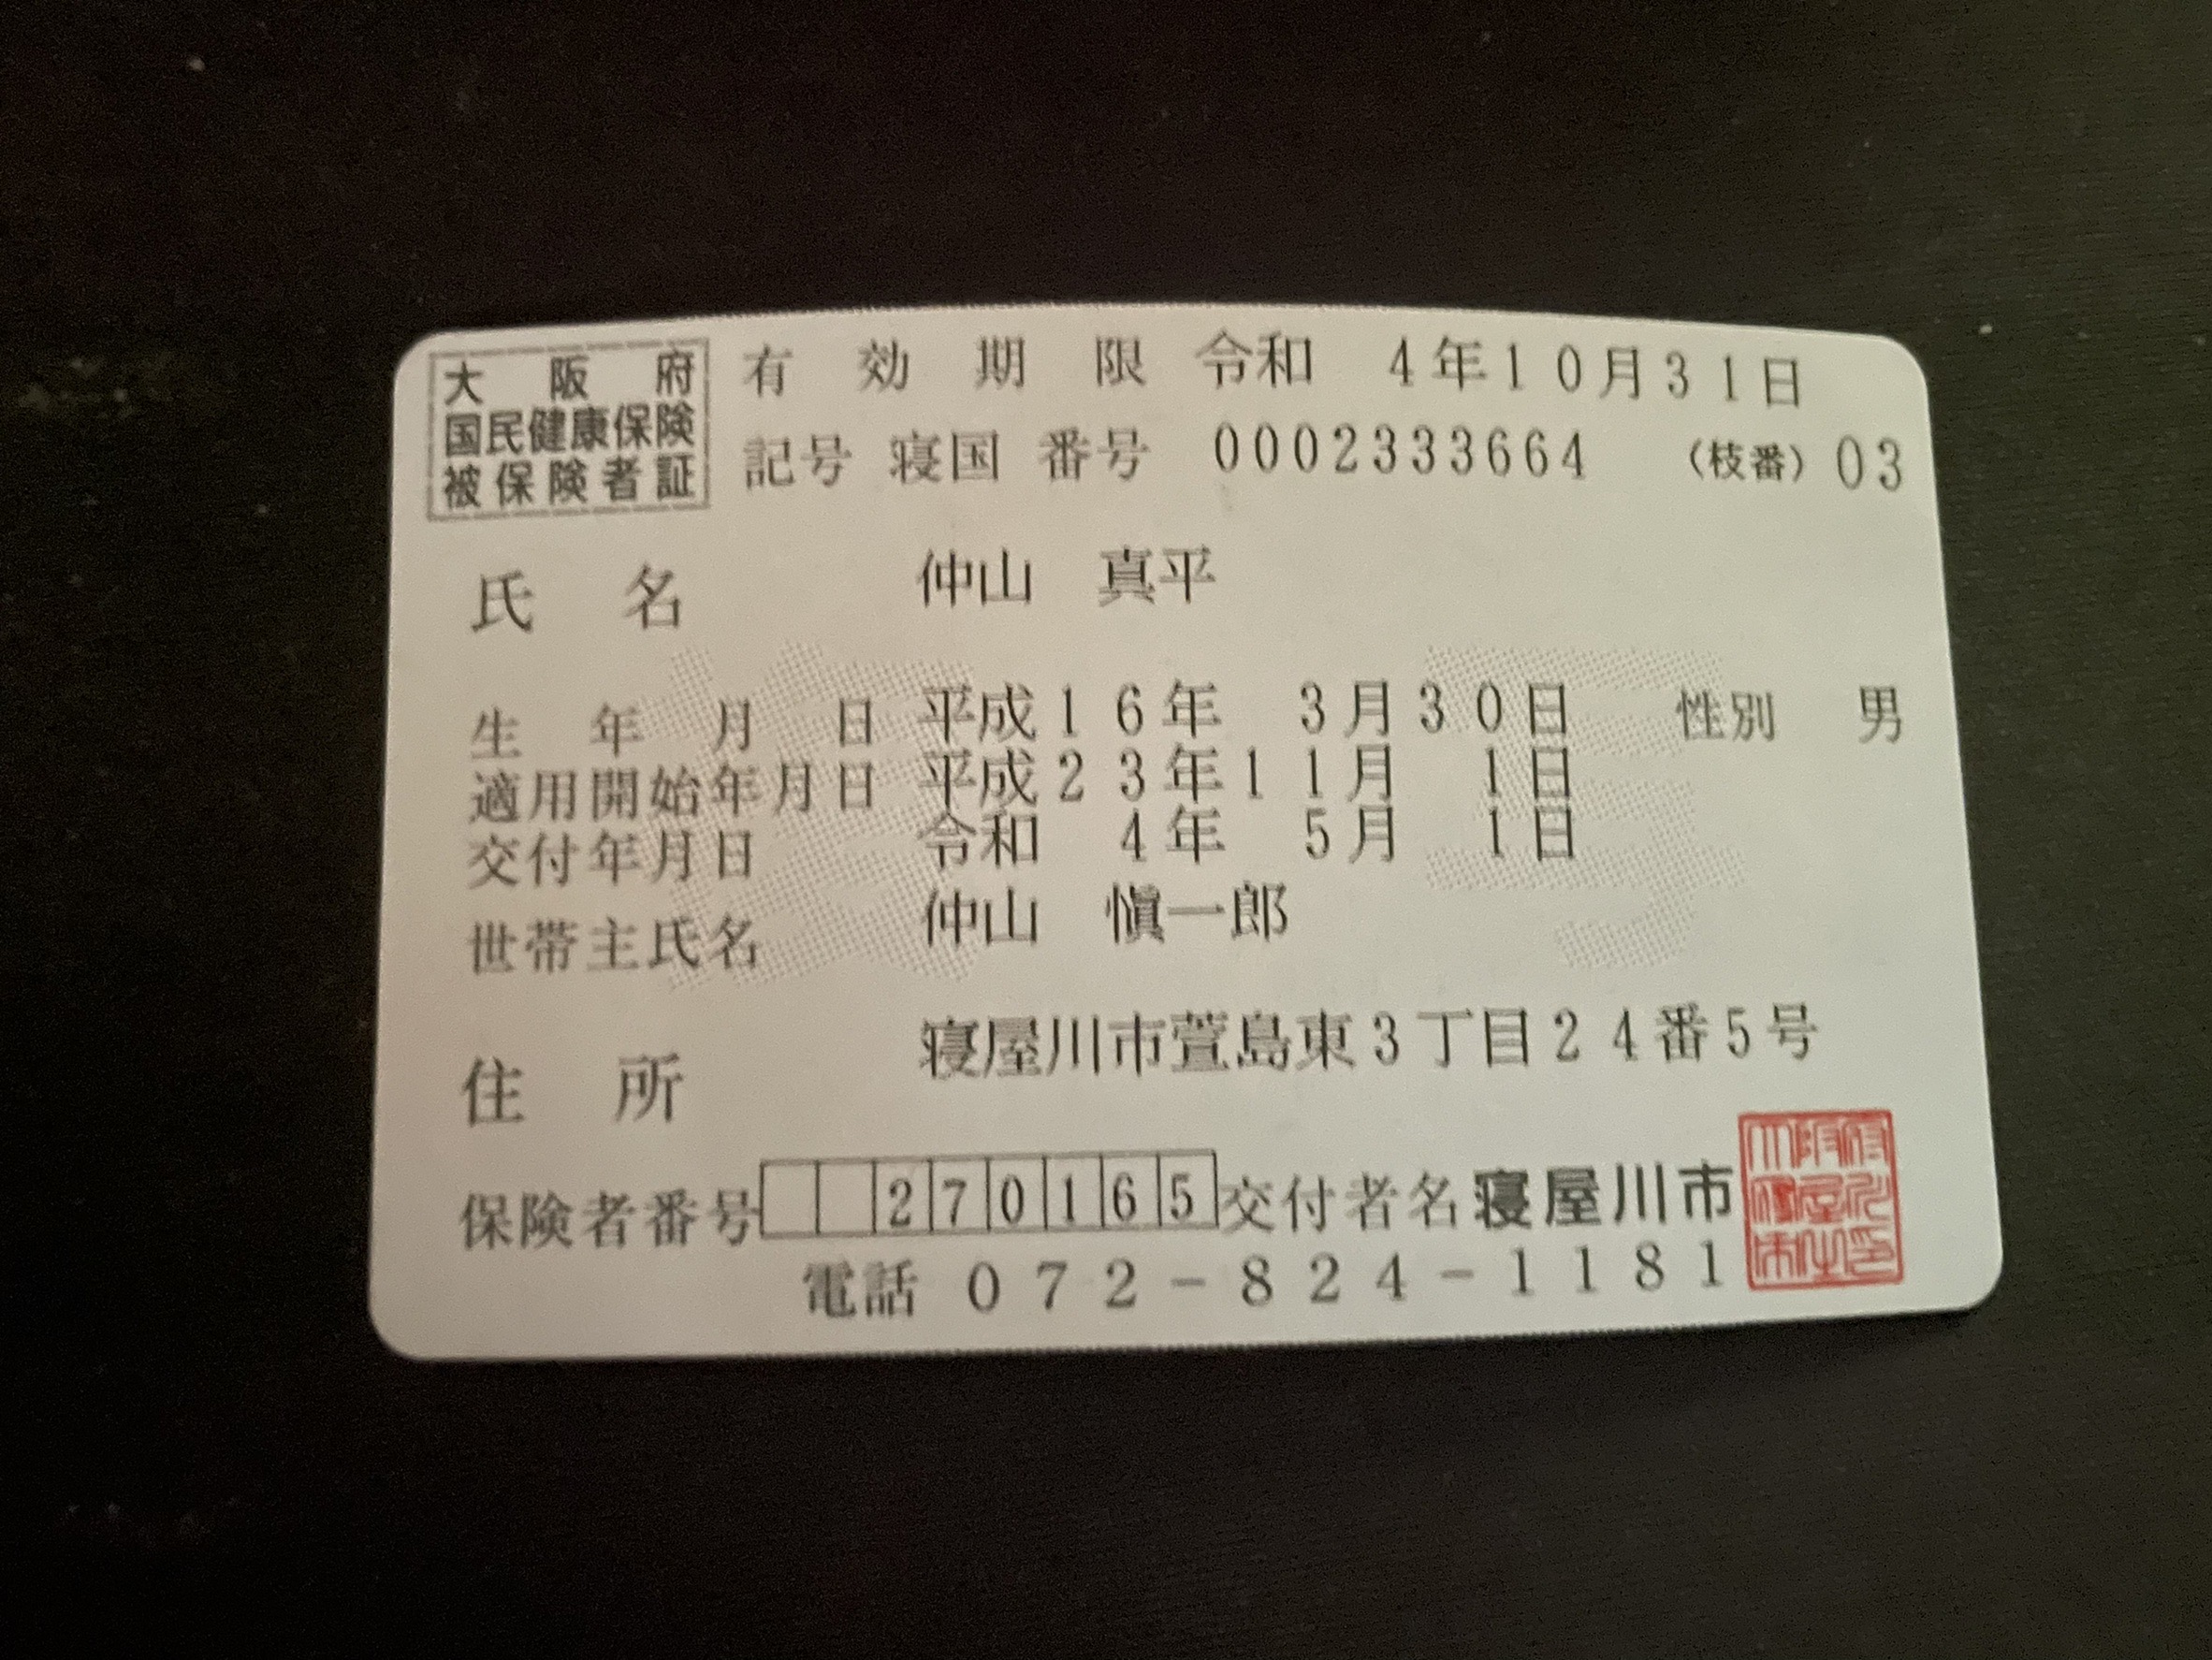 大阪府
国民健康保険
被保険者証
有効期限 令和 4年10月31日
記号 寝国 番号 0002333664 (枝番) 03
氏名 仲山 真平
生年月日 平成16年 3月30日 性別 男
適用開始年月日 平成23年11月 1日
交付年月日 令和 4年 5月 1日
世帯主氏名 仲山 愼一郎
住所 寝屋川市萱島東3丁目24番5号
保険者番号 270165 交付者名 寝屋川市
電話 072-824-1181